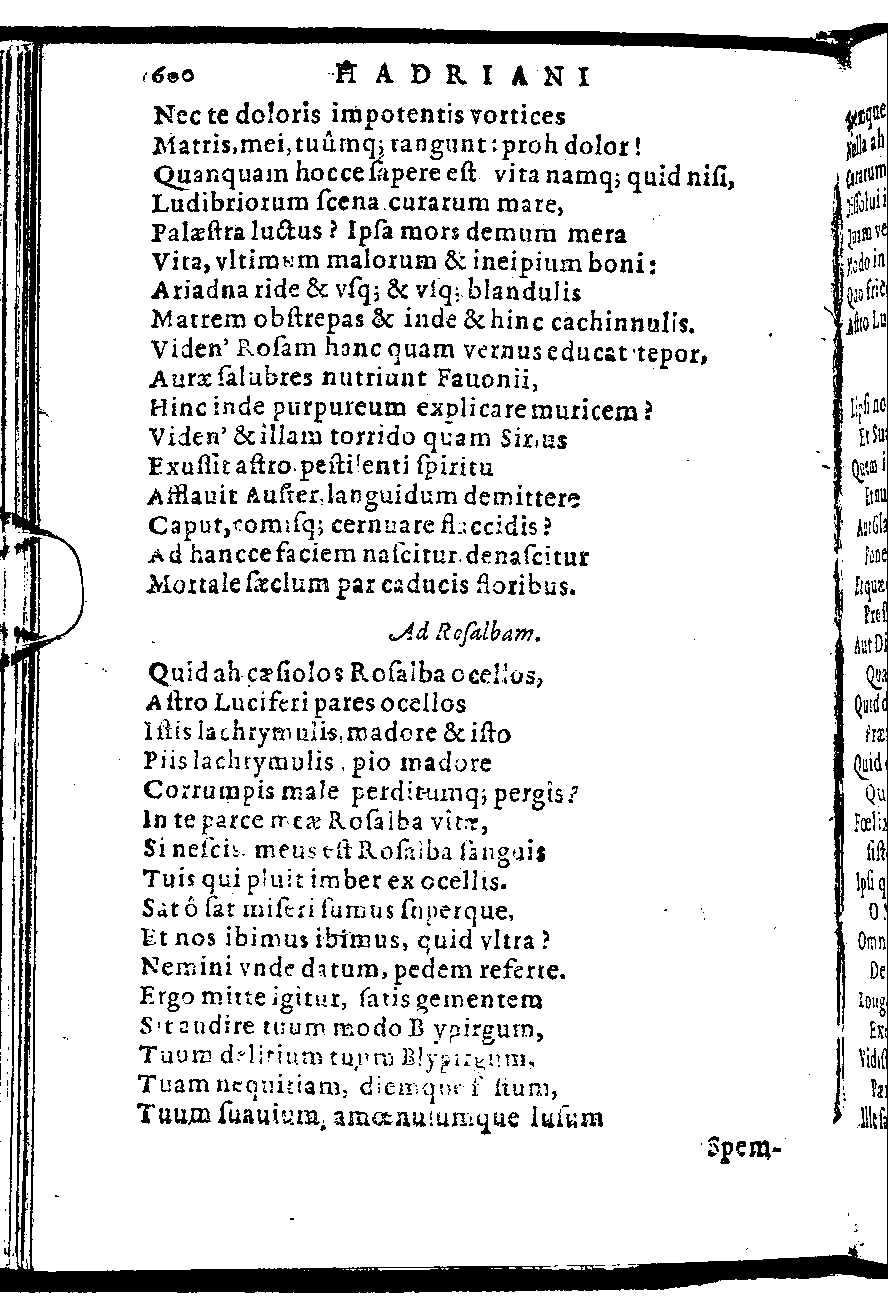 1600 HADRIANI
Nec te doloris impotentis vortices
Matris, mei, tuûmq; tangunt: proh dolor!
Quanquam hocce ſapere eſt vita namq; quid niſi,
Ludibriorum ſcena curarum mare,
Palæſtra luctus? Ipſa mors demum mera
Vita, vltimum malorum & incipium boni:
Ariadna ride & vſq; & vſq; blandulis
Matrem obſtrepas & inde & hinc cachinnulis.
Viden' Roſam hanc quam vernus educat tepor,
Auræ ſalubres nutriunt Fauonii,
Hinc inde purpureum explicare muricem?
Viden' & illam torrido quam Sirius
Exuſſit aſtro peſtilenti ſpiritu
Afflauit Auſter, languidum demittere
Caput, comiſq; cernuare flaccidis?
Ad hancce faciem naſcitur denaſcitur
Mortale ſæclum par caducis floribus.
Ad Roſalbam.
Quid ah cæſiolos Roſalba ocellos,
Aſtro Luciferi pares ocellos
Iſtis lachrymulis, madore & iſto
Piis lachrymulis, pio madore
Corrumpis male perditumq; pergis?
In te parce meæ Roſalba vitæ,
Si neſcis meus eſt Roſalba ſanguis
Tuis qui pluit imber ex ocellis.
Sat ô ſat miſeri ſumus ſuperque,
Et nos ibimus ibimus, quid vltra?
Nemini vnde datum, pedem referre.
Ergo mitte igitur, ſatis gementem
Sit audire tuum modo Blypirgum,
Tuum delitium tuum Blypirgum,
Tuam nequitiam, diemque feſtum,
Tuum ſuauium, amœnuiumque luſum
Spem-